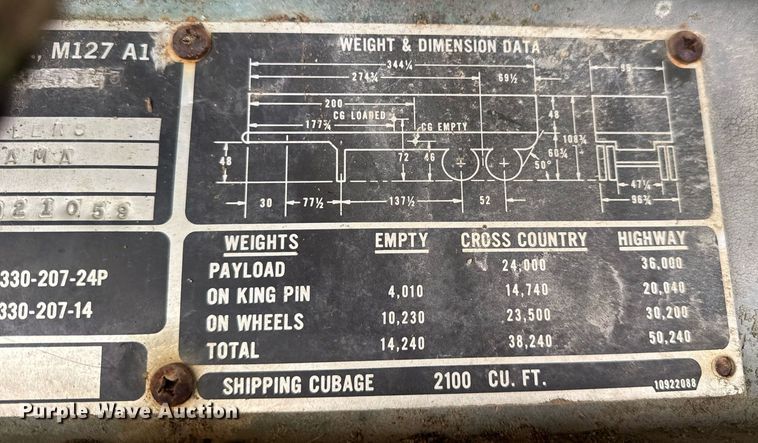 , M127 A1
WEIGHT & DIMENSION DATA
344¼
274¾ 69½
200
CG LOADED
177¾
CG EMPTY
48
72 46
48
108¾
60¾
50°
30 77½ 137½ 52
47¼
96¾
AMA
021059
330-207-24P
330-207-14
WEIGHTS EMPTY CROSS COUNTRY HIGHWAY
PAYLOAD 24,000 36,000
ON KING PIN 4,010 14,740 20,040
ON WHEELS 10,230 23,500 30,200
TOTAL 14,240 38,240 50,240
SHIPPING CUBAGE 2100 CU. FT.
10922088
Purple Wave Auction